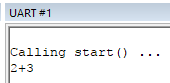 UART #1
Calling start() ...
2+3